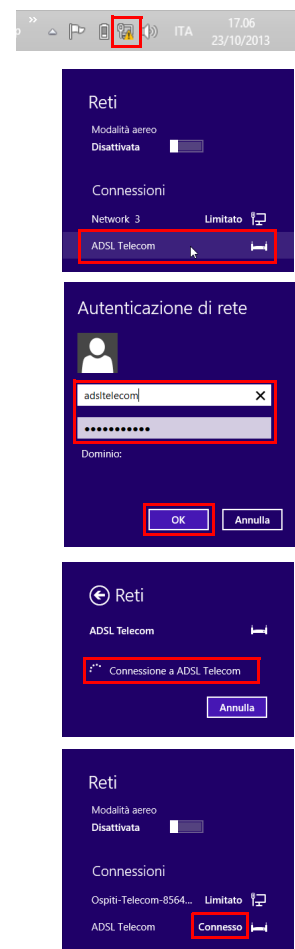 ITA
17.06
23/10/2013
Reti
Modalità aereo
Disattivata
Connessioni
Network 3 Limitato
ADSL Telecom
Autenticazione di rete
adsltelecom
•••••••••••
Dominio:
OK Annulla
Reti
ADSL Telecom
Connessione a ADSL Telecom
Annulla
Reti
Modalità aereo
Disattivata
Connessioni
Ospiti-Telecom-8564... Limitato
ADSL Telecom Connesso